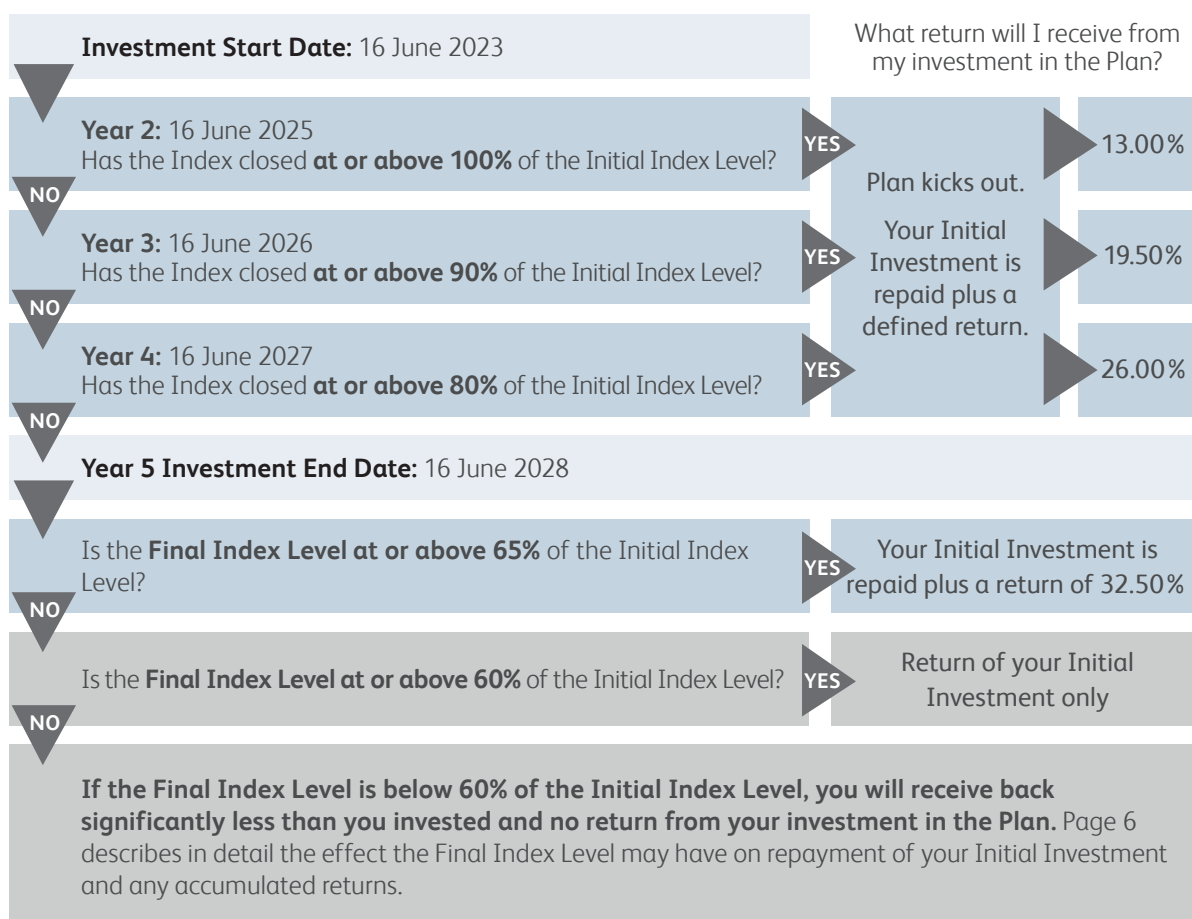 Investment Start Date: 16 June 2023
What return will I receive from
my investment in the Plan?
Year 2: 16 June 2025
Has the Index closed at or above 100% of the Initial Index Level?
YES
13.00%
NO
Plan kicks out.
Your Initial
Investment is
repaid plus a
defined return.
Year 3: 16 June 2026
Has the Index closed at or above 90% of the Initial Index Level?
YES
19.50%
NO
Year 4: 16 June 2027
Has the Index closed at or above 80% of the Initial Index Level?
YES
26.00%
NO
Year 5 Investment End Date: 16 June 2028
Is the Final Index Level at or above 65% of the Initial Index
Level?
YES
Your Initial Investment is
repaid plus a return of 32.50%
NO
Is the Final Index Level at or above 60% of the Initial Index Level?
YES
Return of your Initial
Investment only
NO
If the Final Index Level is below 60% of the Initial Index Level, you will receive back
significantly less than you invested and no return from your investment in the Plan. Page 6
describes in detail the effect the Final Index Level may have on repayment of your Initial Investment
and any accumulated returns.